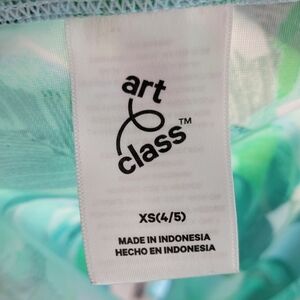 art
class™
XS(4/5)
MADE IN INDONESIA
HECHO EN INDONESIA